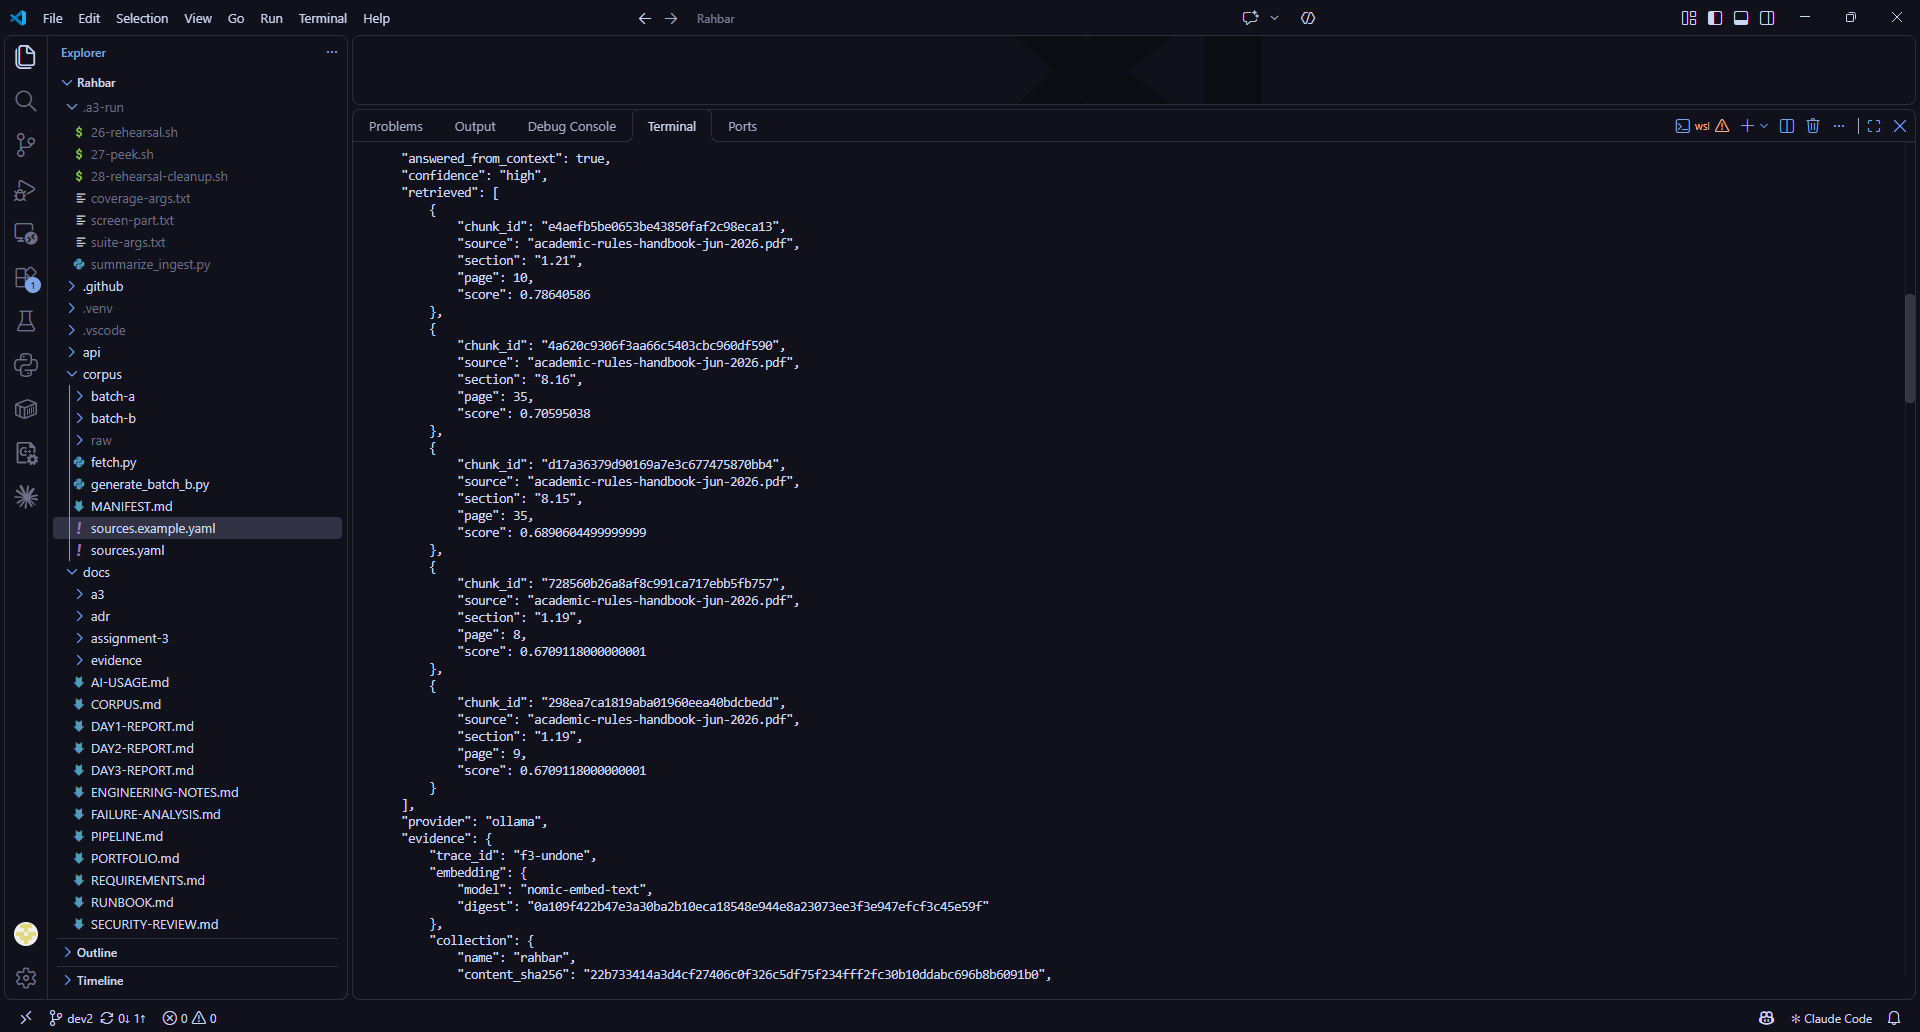 File Edit Selection View Go Run Terminal Help
Rahbar
Explorer
Rahbar
.a3-run
26-rehearsal.sh
27-peek.sh
28-rehearsal-cleanup.sh
coverage-args.txt
screen-part.txt
suite-args.txt
summarize_ingest.py
.github
.venv
.vscode
api
corpus
batch-a
batch-b
raw
fetch.py
generate_batch_b.py
MANIFEST.md
sources.example.yaml
sources.yaml
docs
a3
adr
assignment-3
evidence
AI-USAGE.md
CORPUS.md
DAY1-REPORT.md
DAY2-REPORT.md
DAY3-REPORT.md
ENGINEERING-NOTES.md
FAILURE-ANALYSIS.md
PIPELINE.md
PORTFOLIO.md
REQUIREMENTS.md
RUNBOOK.md
SECURITY-REVIEW.md
Outline
Timeline
1
Problems Output Debug Console Terminal Ports
wsl
"answered_from_context": true,
"confidence": "high",
"retrieved": [
{
"chunk_id": "e4aefb5be0653be43850faf2c98eca13",
"source": "academic-rules-handbook-jun-2026.pdf",
"section": "1.21",
"page": 10,
"score": 0.78640586
},
{
"chunk_id": "4a620c9306f3aa66c5403cbc960df590",
"source": "academic-rules-handbook-jun-2026.pdf",
"section": "8.16",
"page": 35,
"score": 0.70595038
},
{
"chunk_id": "d17a36379d90169a7e3c677475870bb4",
"source": "academic-rules-handbook-jun-2026.pdf",
"section": "8.15",
"page": 35,
"score": 0.6890604499999999
},
{
"chunk_id": "728560b26a8af8c991ca717ebb5fb757",
"source": "academic-rules-handbook-jun-2026.pdf",
"section": "1.19",
"page": 8,
"score": 0.6709118000000001
},
{
"chunk_id": "298ea7ca1819aba01960eea40bdcbedd",
"source": "academic-rules-handbook-jun-2026.pdf",
"section": "1.19",
"page": 9,
"score": 0.6709118000000001
}
],
"provider": "ollama",
"evidence": {
"trace_id": "f3-undone",
"embedding": {
"model": "nomic-embed-text",
"digest": "0a109f422b47e3a30ba2b10eca18548e944e8a23073ee3f3e947efcf3c45e59f"
},
"collection": {
"name": "rahbar",
"content_sha256": "22b733414a3d4cf27406c0f326c5df75f234fff2fc30b10ddabc696b8b6091b0",
dev2 0↓ 1↑ 0 0
Claude Code